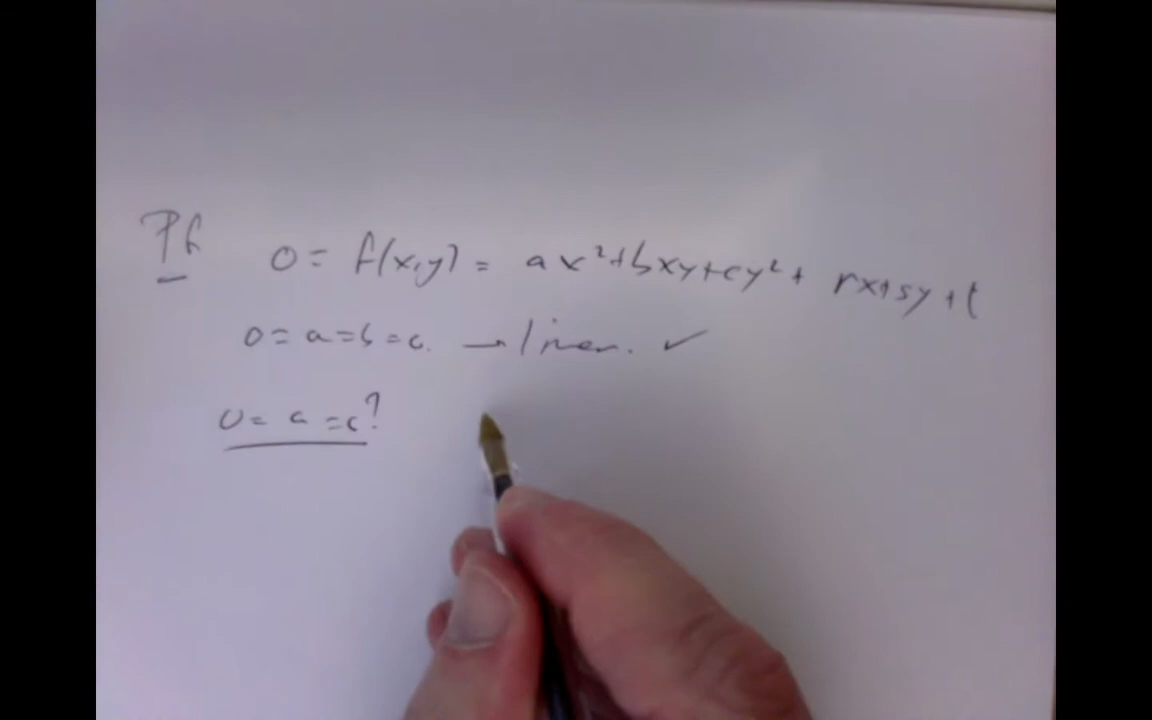 Pf 0 = f(x,y) = ax²+bxy+cy²+ rx+sy+t
0 = a = b = c. → linear. ✓
0 = a = c?